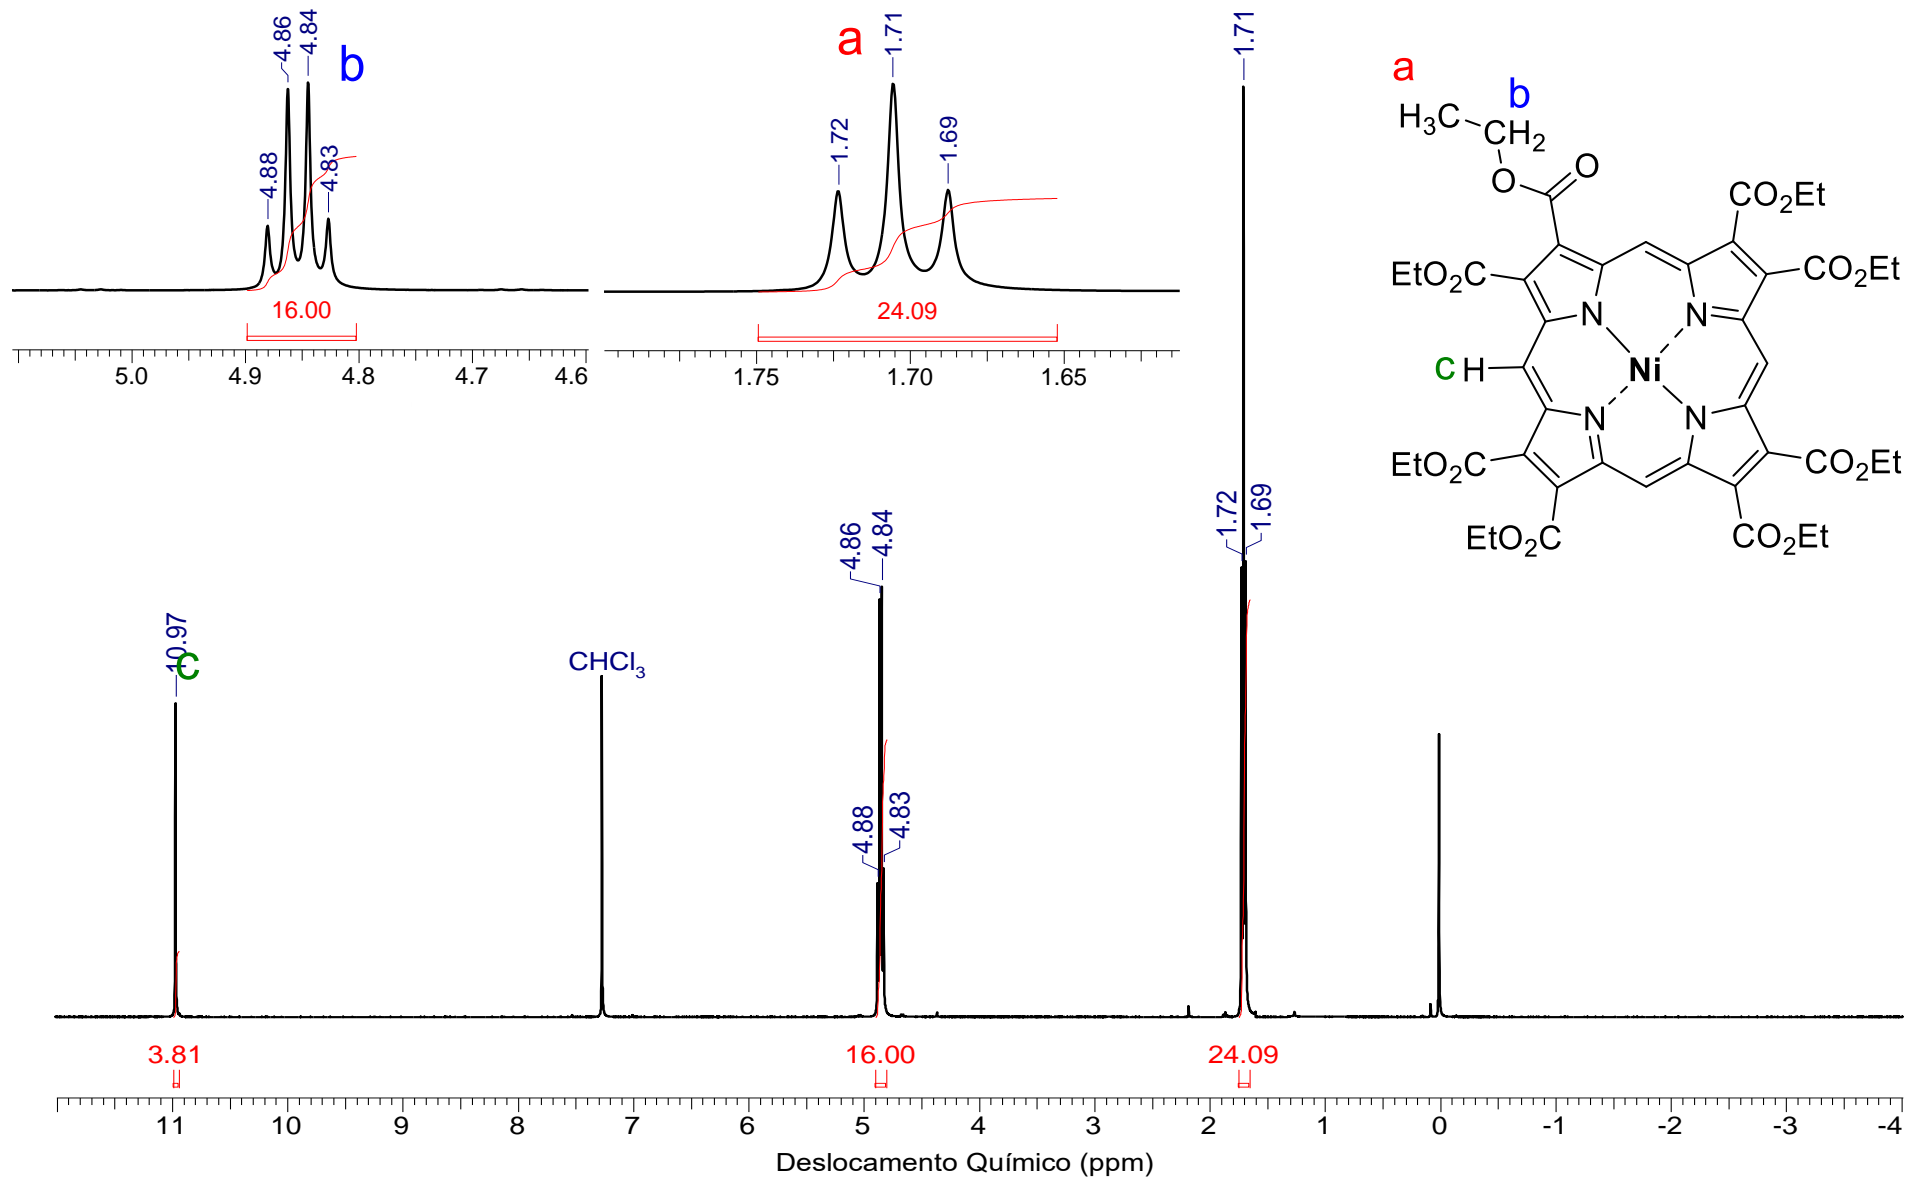 4.88
4.86
4.84
4.83
b
16.00
5.0 4.9 4.8 4.7 4.6
a
1.72
1.71
1.69
24.09
1.75 1.70 1.65
a
b
H3C
CH2
O
O
CO2Et
EtO2C
CO2Et
N
N
c H
Ni
N
N
EtO2C
CO2Et
EtO2C
CO2Et
10.97
c
CHCl3
4.88
4.86
4.84
4.83
1.72
1.71
1.69
3.81 16.00 24.09
11 10 9 8 7 6 5 4 3 2 1 0 -1 -2 -3 -4
Deslocamento Químico (ppm)